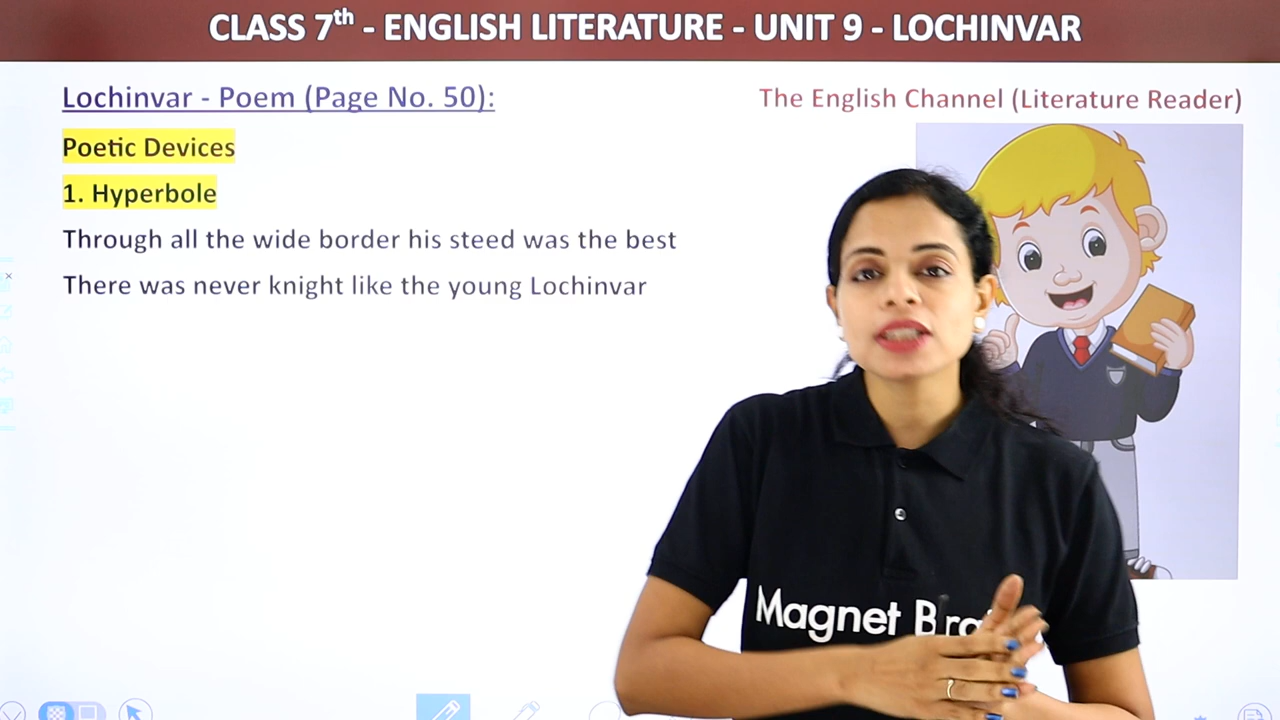 CLASS 7th - ENGLISH LITERATURE - UNIT 9 - LOCHINVAR
Lochinvar - Poem (Page No. 50):
The English Channel (Literature Reader)
Poetic Devices
1. Hyperbole
Through all the wide border his steed was the best
There was never knight like the young Lochinvar
Magnet